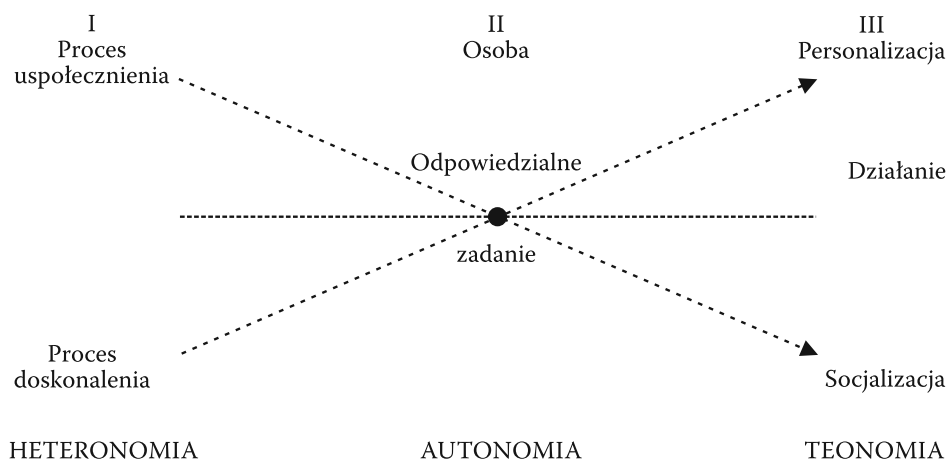 I
Proces
uspołecznienia
II
Osoba
III
Personalizacja
Odpowiedzialne
Działanie
zadanie
Proces
doskonalenia
Socjalizacja
HETERONOMIA
AUTONOMIA
TEONOMIA